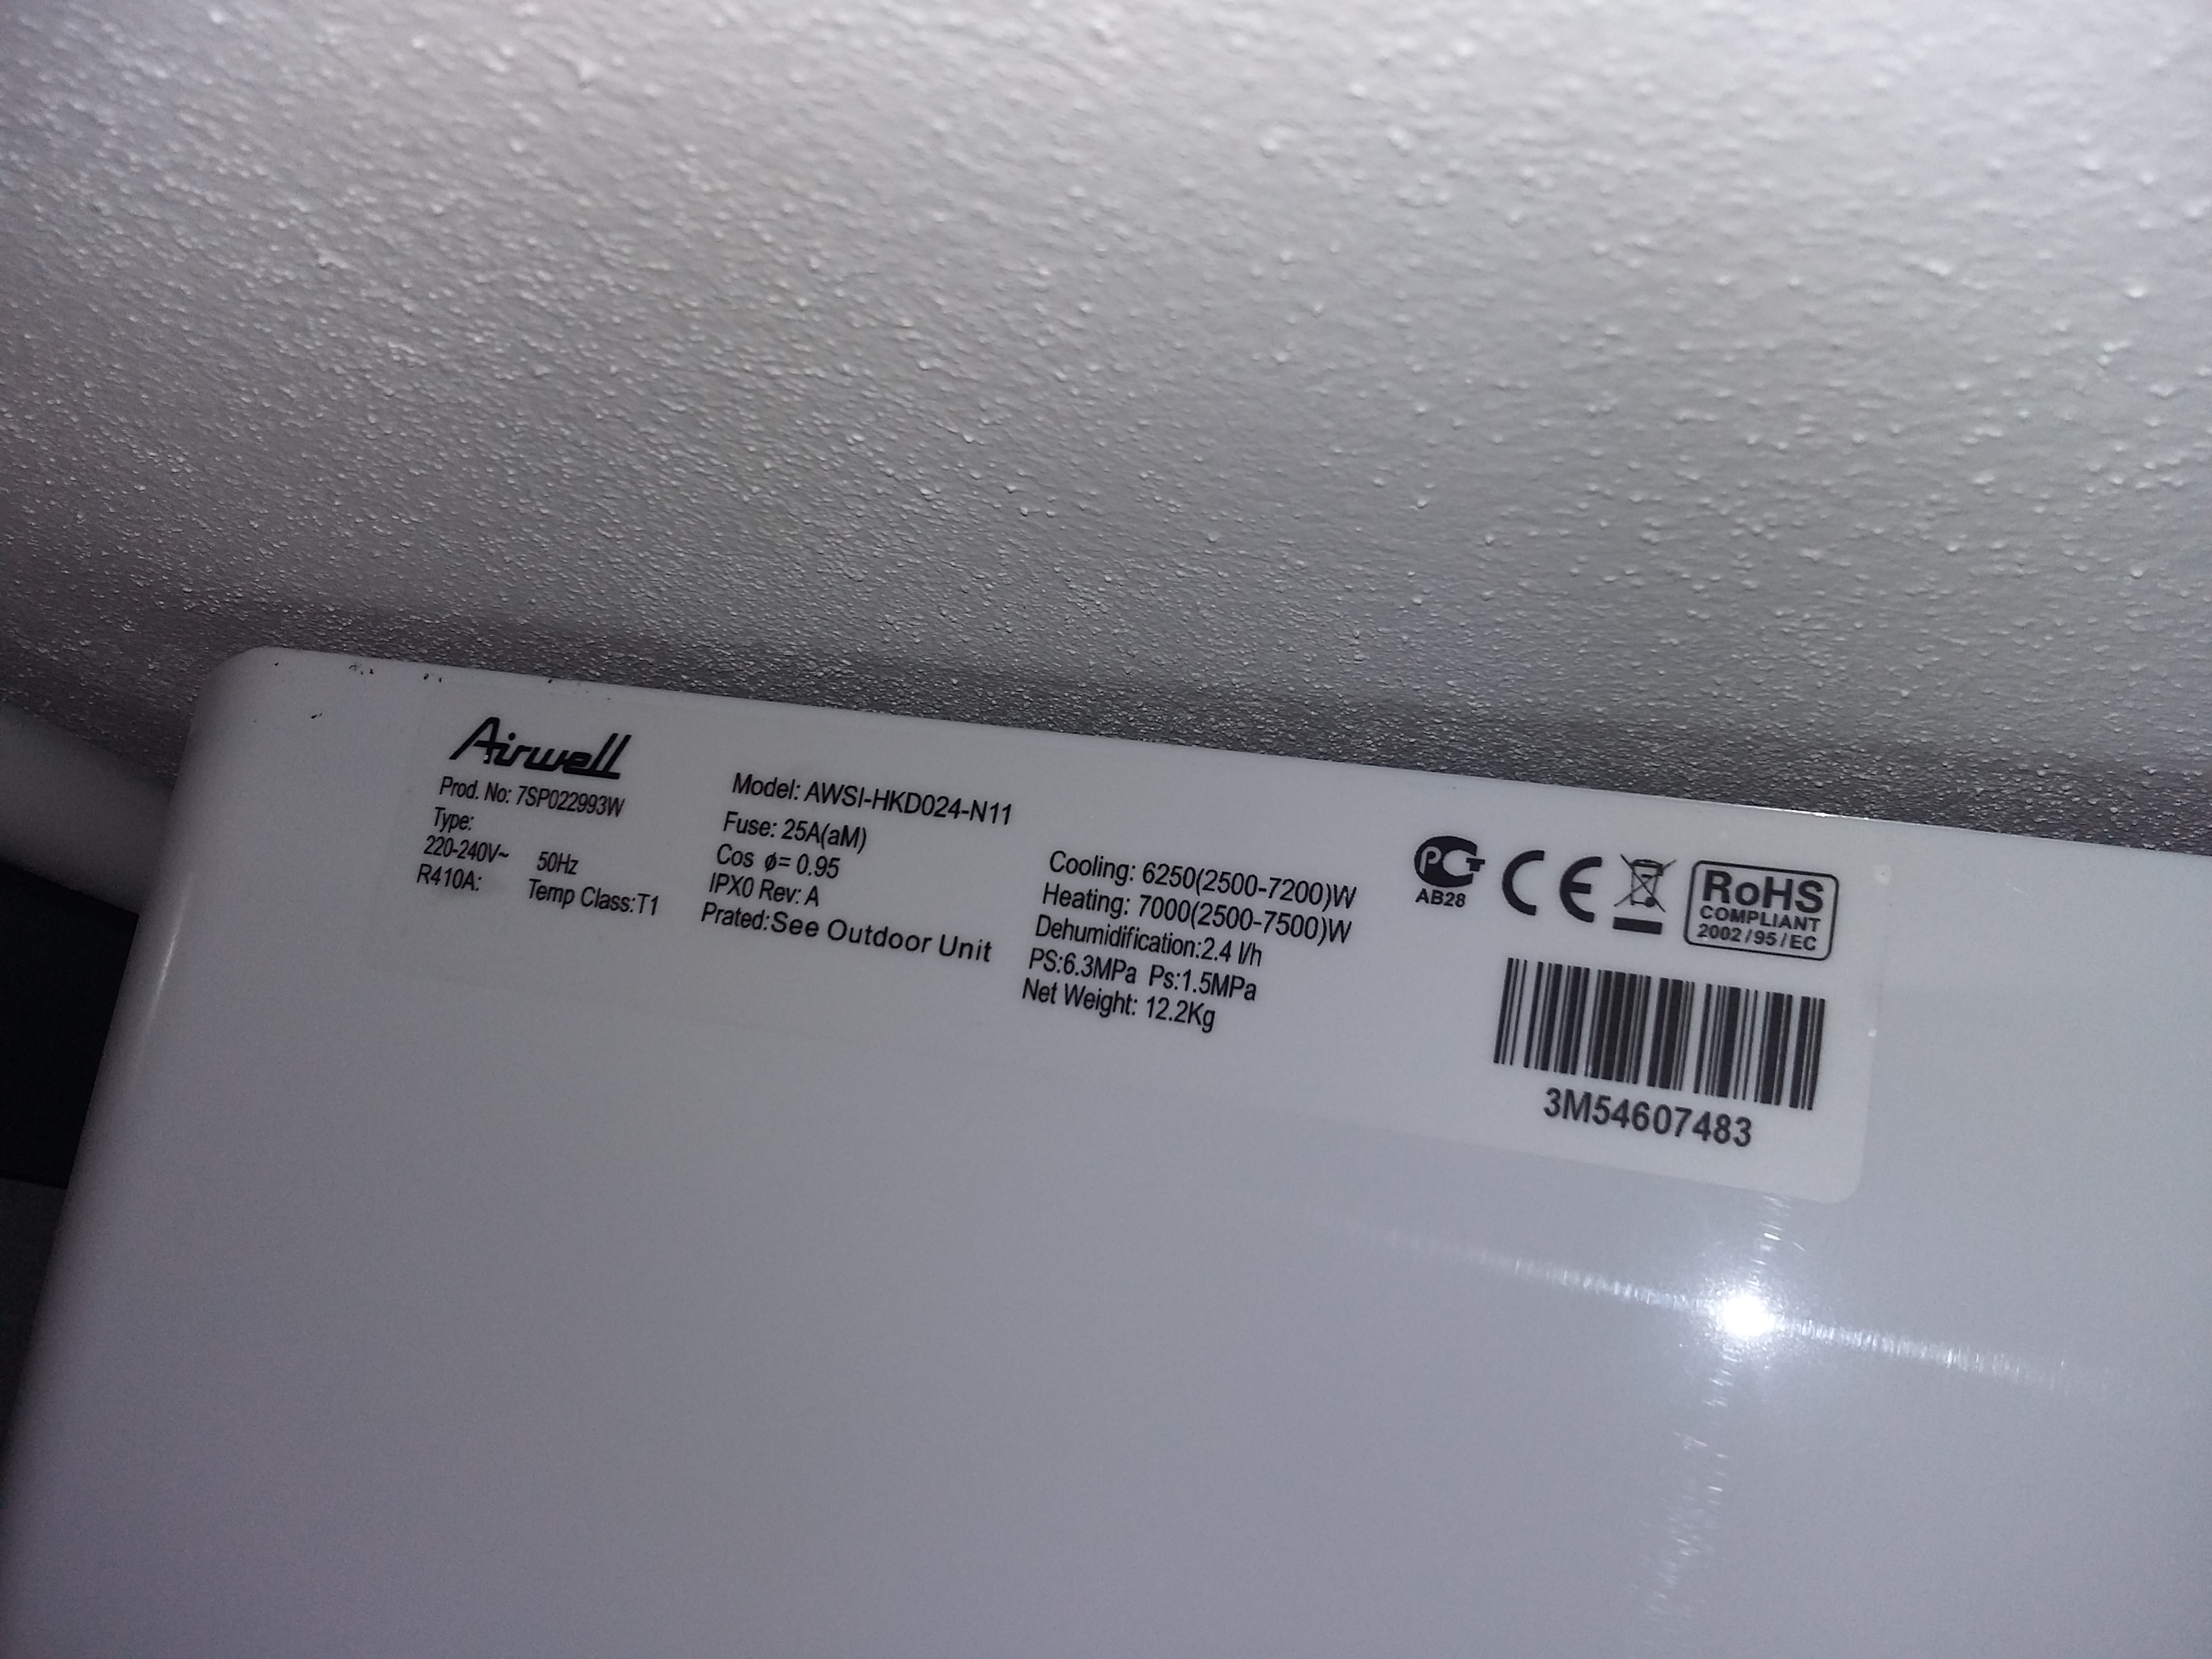 Airwell
Prod. No: 7SP022993W
Type:
220-240V~ 50Hz
R410A: Temp Class:T1
Model: AWSI-HKD024-N11
Fuse: 25A(aM)
Cos ø= 0.95
IPX0 Rev: A
Prated:See Outdoor Unit
Cooling: 6250(2500-7200)W
Heating: 7000(2500-7500)W
Dehumidification:2.4 l/h
PS:6.3MPa Ps:1.5MPa
Net Weight: 12.2Kg
PCT
AB28
CE
RoHS
COMPLIANT
2002/95/EC
3M54607483